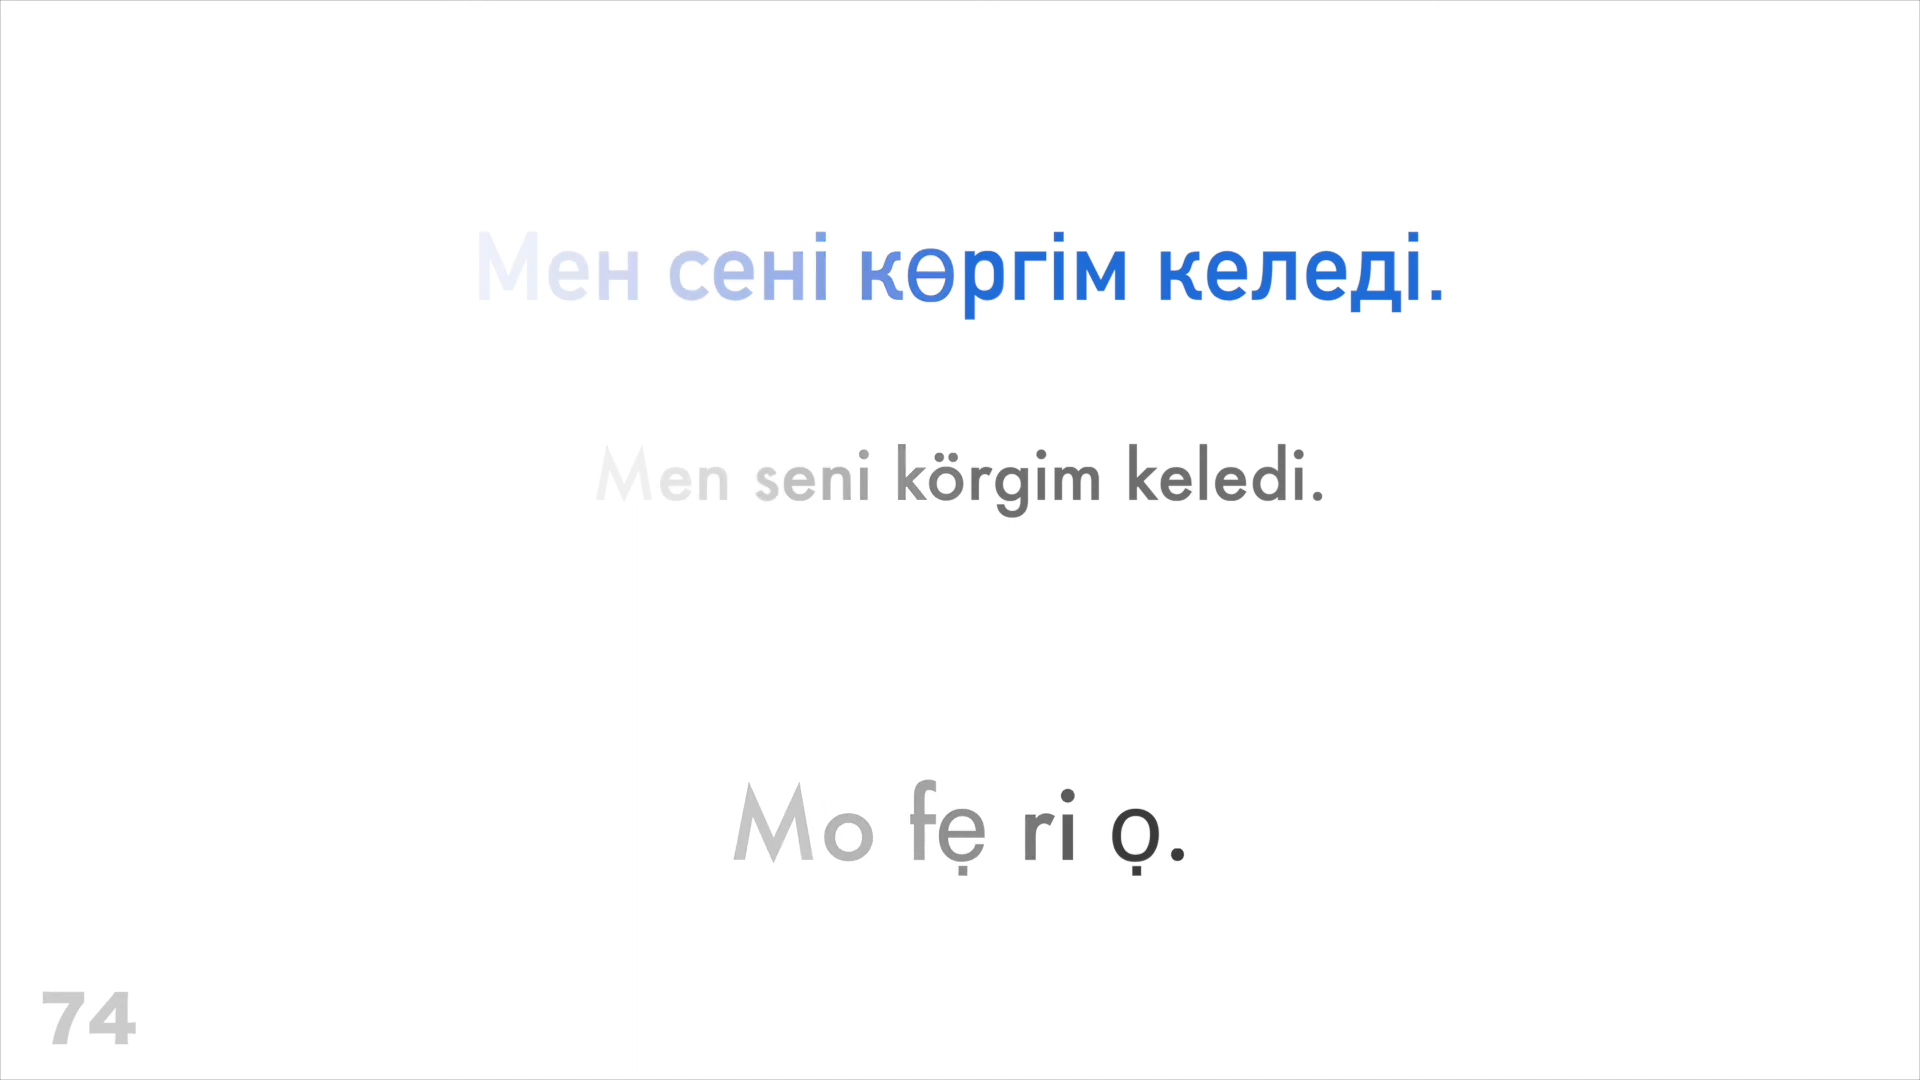 Мен сені көргім келеді.
Men seni körgim keledi.
Mo fẹ ri ọ.
74